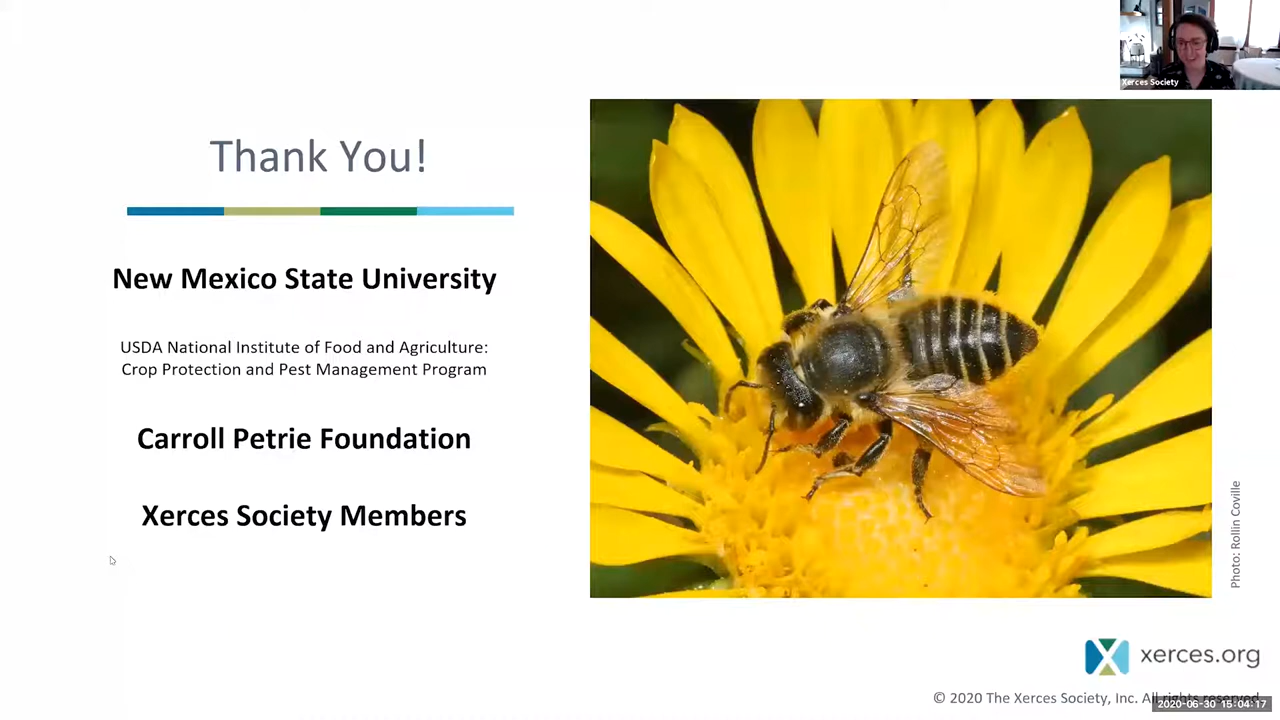 Xerces Society
Thank You!
New Mexico State University
USDA National Institute of Food and Agriculture:
Crop Protection and Pest Management Program
Carroll Petrie Foundation
Xerces Society Members
Photo: Rollin Coville
xerces.org
© 2020 The Xerces Society, Inc. All rights reserved.
2020-06-30 15:04:17